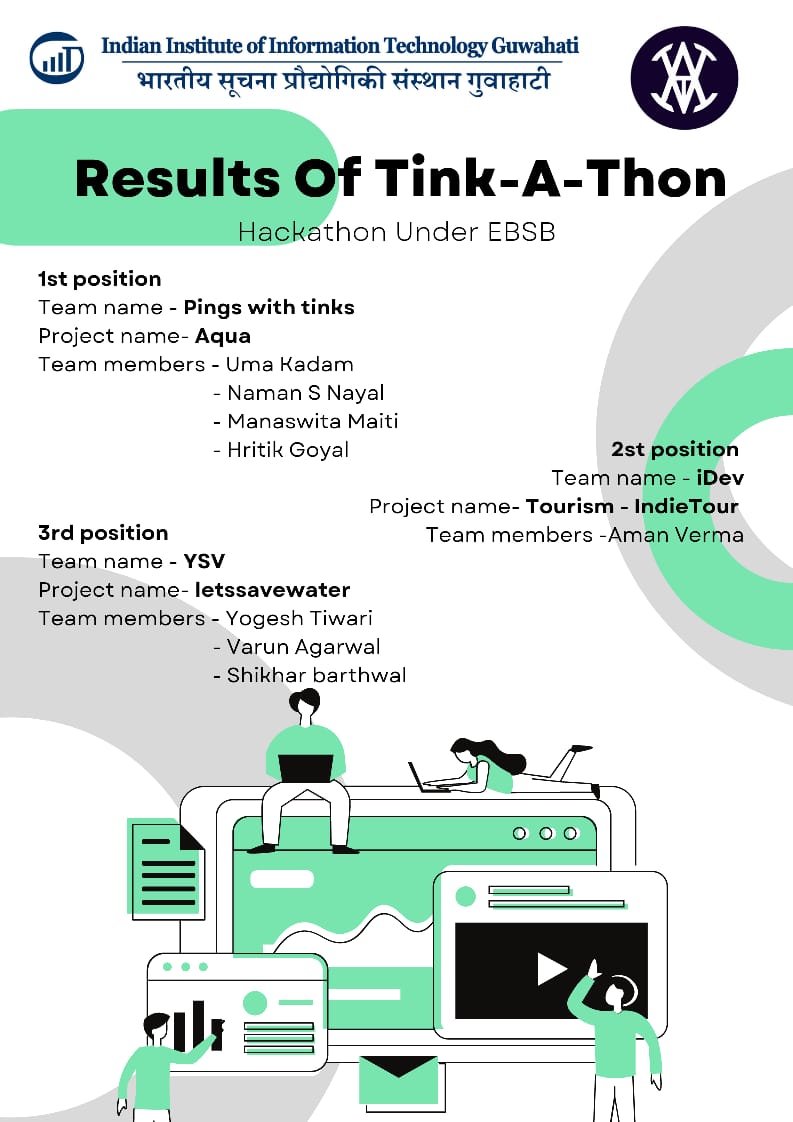 Indian Institute of Information Technology Guwahati
भारतीय सूचना प्रौद्योगिकी संस्थान गुवाहाटी
Results Of Tink-A-Thon
Hackathon Under EBSB
1st position
Team name - Pings with tinks
Project name- Aqua
Team members - Uma Kadam
- Naman S Nayal
- Manaswita Maiti
- Hritik Goyal
2st position
Team name - iDev
Project name- Tourism - IndieTour
Team members -Aman Verma
3rd position
Team name - YSV
Project name- letssavewater
Team members - Yogesh Tiwari
- Varun Agarwal
- Shikhar barthwal